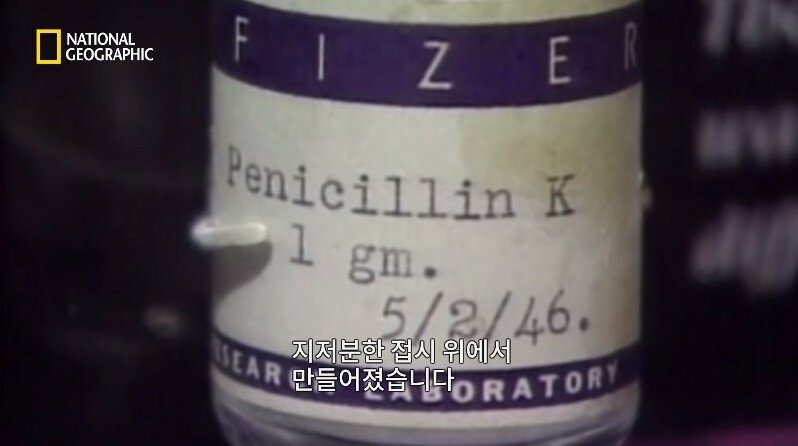 NATIONAL
GEOGRAPHIC
FIZER
Penicillin K
1 gm.
5/2/46.
지저분한 접시 위에서
만들어졌습니다
LABORATORY